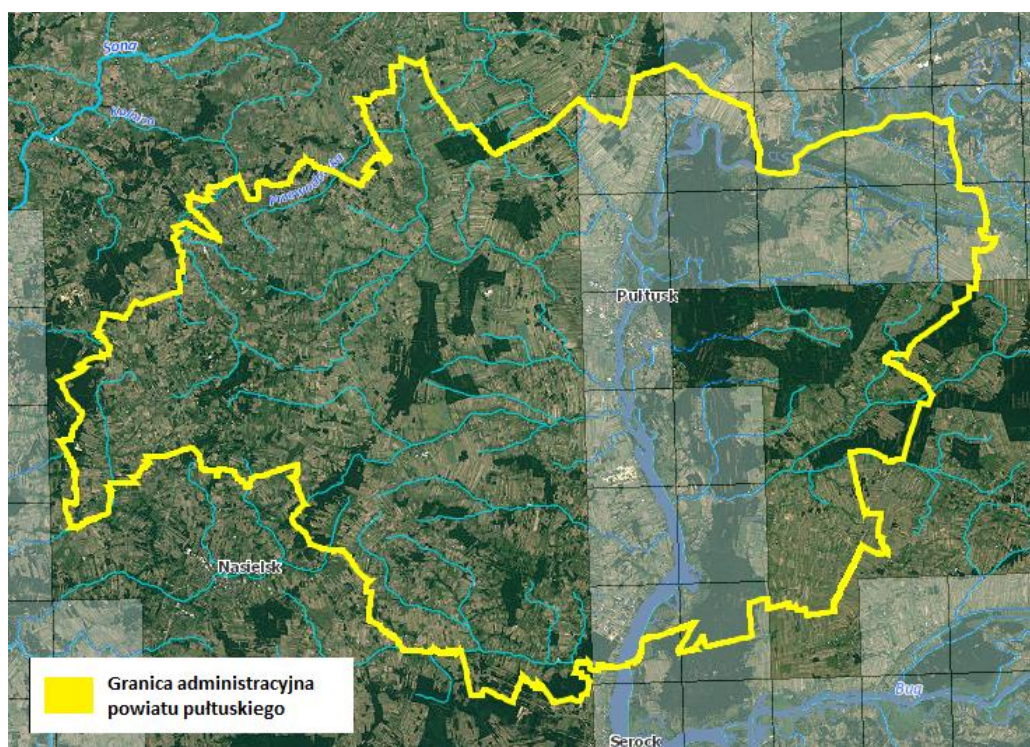 Sona
Pułtusk
Nasielsk
Bug
Serock
Granica administracyjna
powiatu pułtuskiego